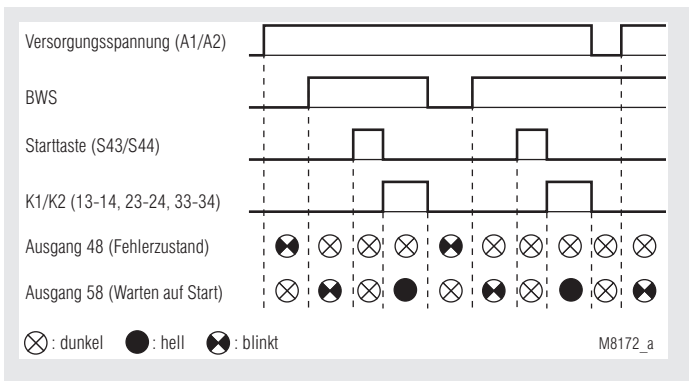 Versorgungsspannung (A1/A2)
BWS
Starttaste (S43/S44)
K1/K2 (13-14, 23-24, 33-34)
Ausgang 48 (Fehlerzustand)
Ausgang 58 (Warten auf Start)
: dunkel : hell : blinkt
M8172_a